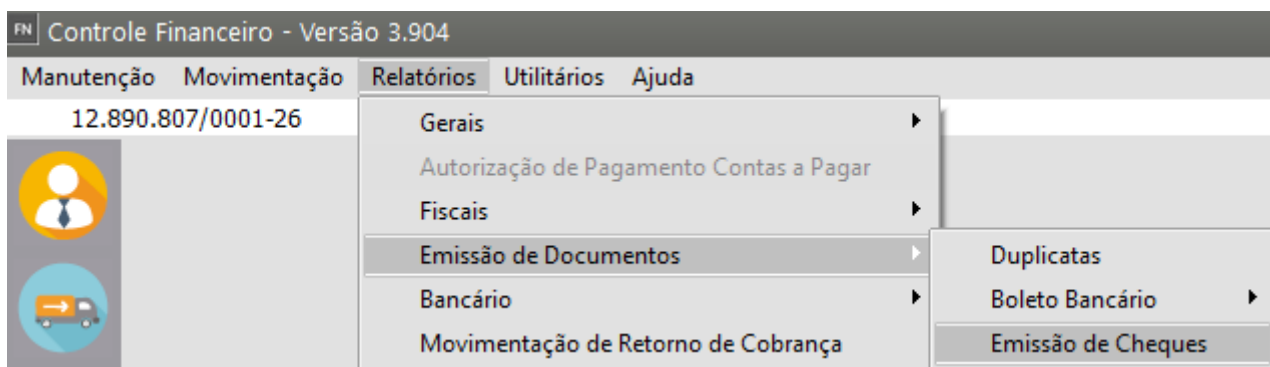 FN Controle Financeiro - Versão 3.904
Manutenção Movimentação Relatórios Utilitários Ajuda
12.890.807/0001-26
Gerais
Autorização de Pagamento Contas a Pagar
Fiscais
Emissão de Documentos
Bancário
Movimentação de Retorno de Cobrança
Duplicatas
Boleto Bancário
Emissão de Cheques